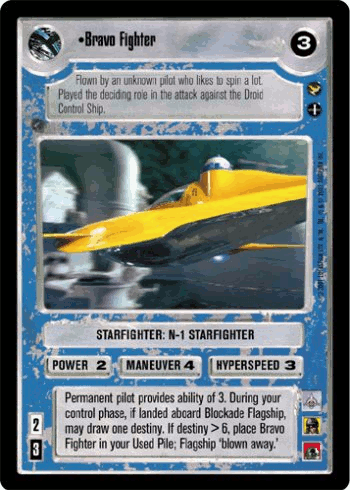 •Bravo Fighter
3
Flown by an unknown pilot who likes to spin a lot.
Played the deciding role in the attack against the Droid
Control Ship.
STARFIGHTER: N-1 STARFIGHTER
POWER 2 MANEUVER 4 HYPERSPEED 3
Permanent pilot provides ability of 3. During your
control phase, if landed aboard Blockade Flagship,
may draw one destiny. If destiny > 6, place Bravo
Fighter in your Used Pile; Flagship 'blown away.'
2
3